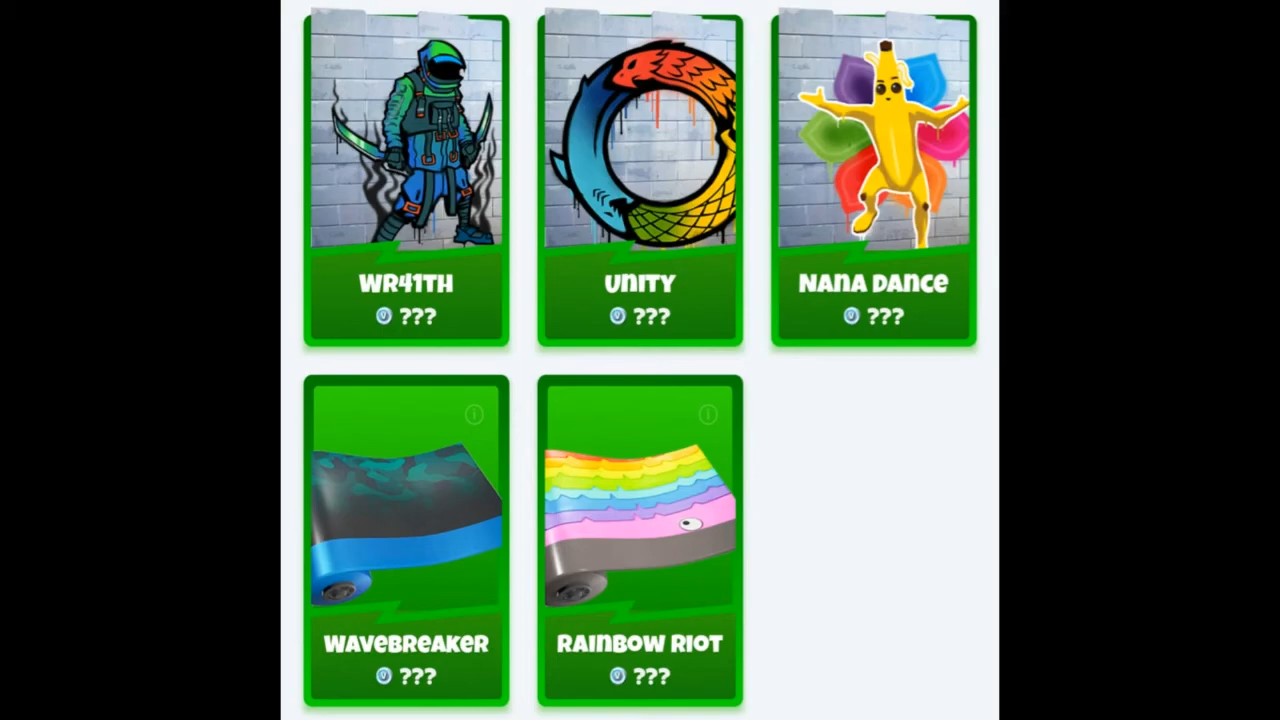 WR41TH
???
UNITY
???
NANA DANCE
???
WAVEBREAKER
???
RAINBOW RIOT
???